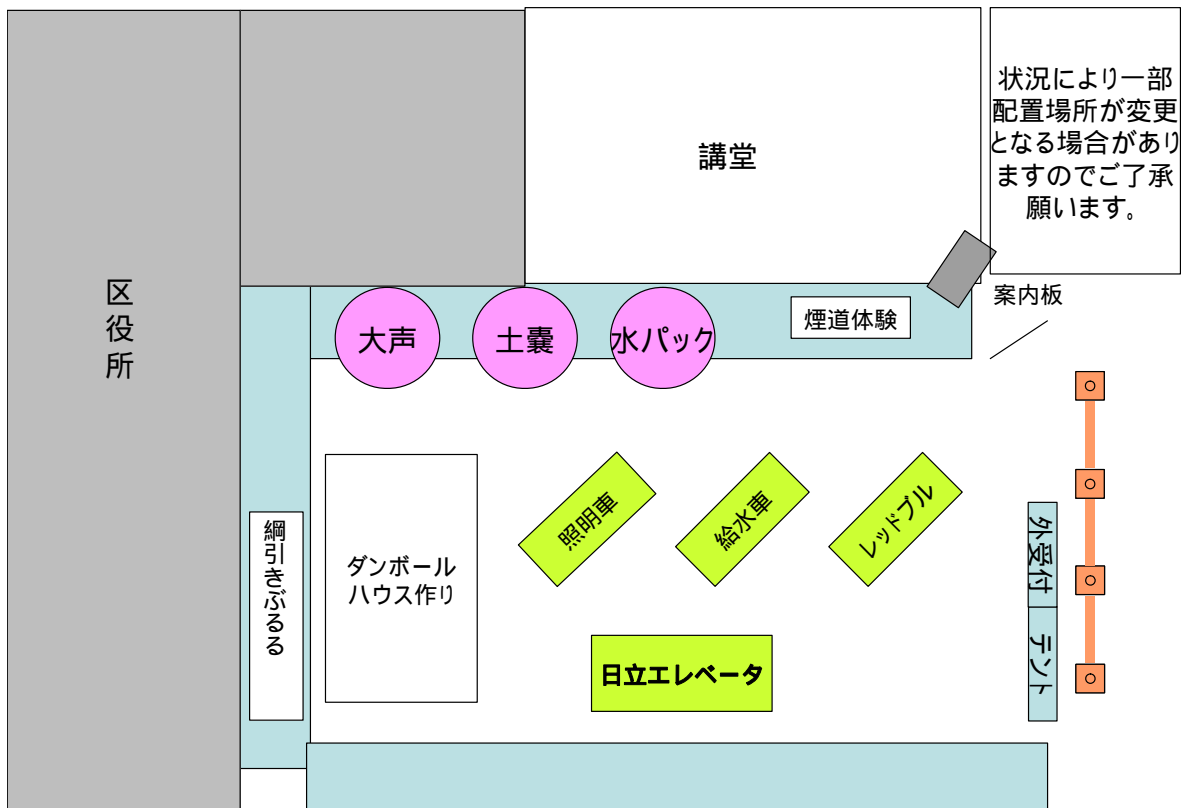 区役所
講堂
状況により一部
配置場所が変更
となる場合があり
ますのでご了承
願います。
案内板
大声
土嚢
水パック
煙道体験
綱引きぶるる
ダンボール
ハウス作り
照明車
給水車
レッドブル
日立エレベータ
外受付
テント